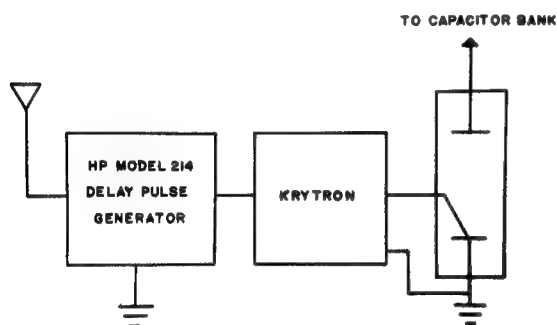 TO CAPACITOR BANK
HP MODEL 214
DELAY PULSE
GENERATOR
KRYTRON